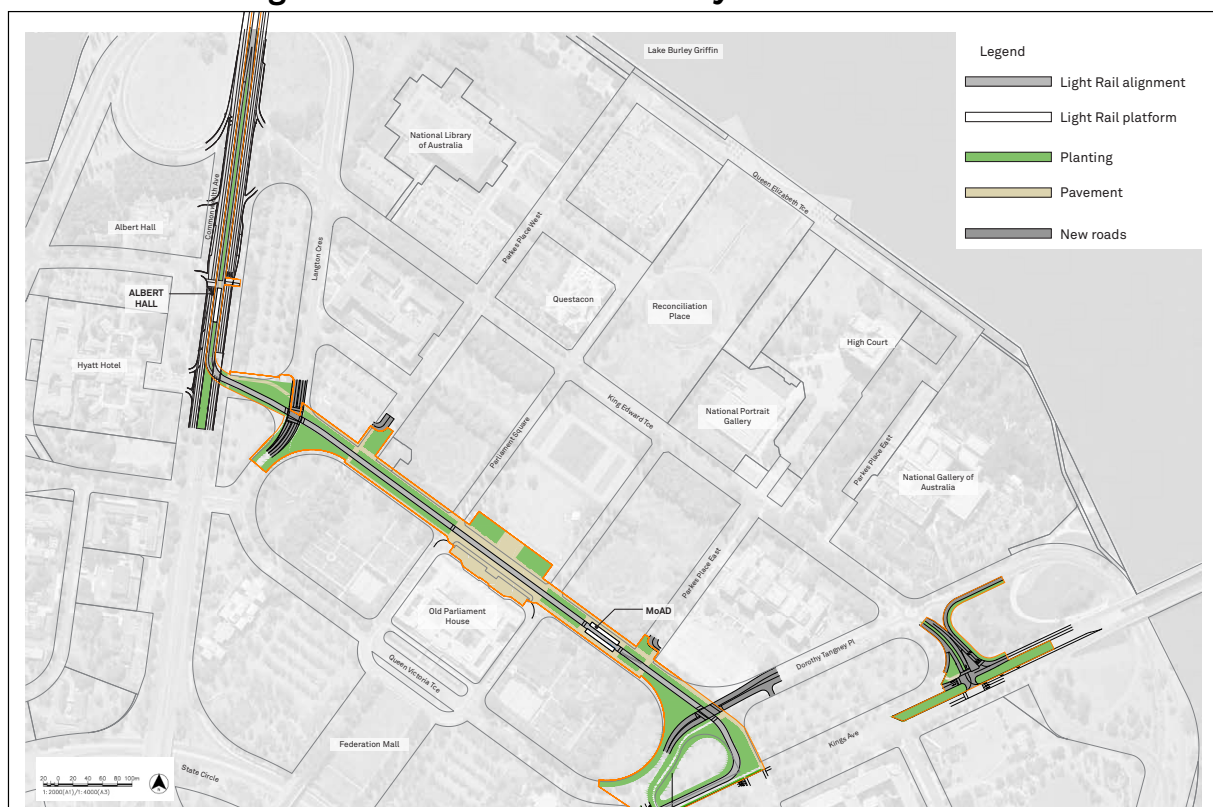 Lake Burley Griffin
Legend
Light Rail alignment
Light Rail platform
Planting
Pavement
New roads
National Library
of Australia
Queen Elizabeth Tce
Commonwealth Ave
Albert Hall
Langton Cres
Parkes Place West
ALBERT
HALL
Questacon
Reconciliation
Place
High Court
Hyatt Hotel
King Edward Tce
National Portrait
Gallery
Parliament Square
Parkes Place East
National Gallery of
Australia
Parkes Place East
MoAD
Old Parliament
House
Dorothy Tangney Pl
Queen Victoria Tce
Kings Ave
Federation Mall
State Circle
20 0 20 40 60 80 100m
1:2000(A1)/1:4000(A3)